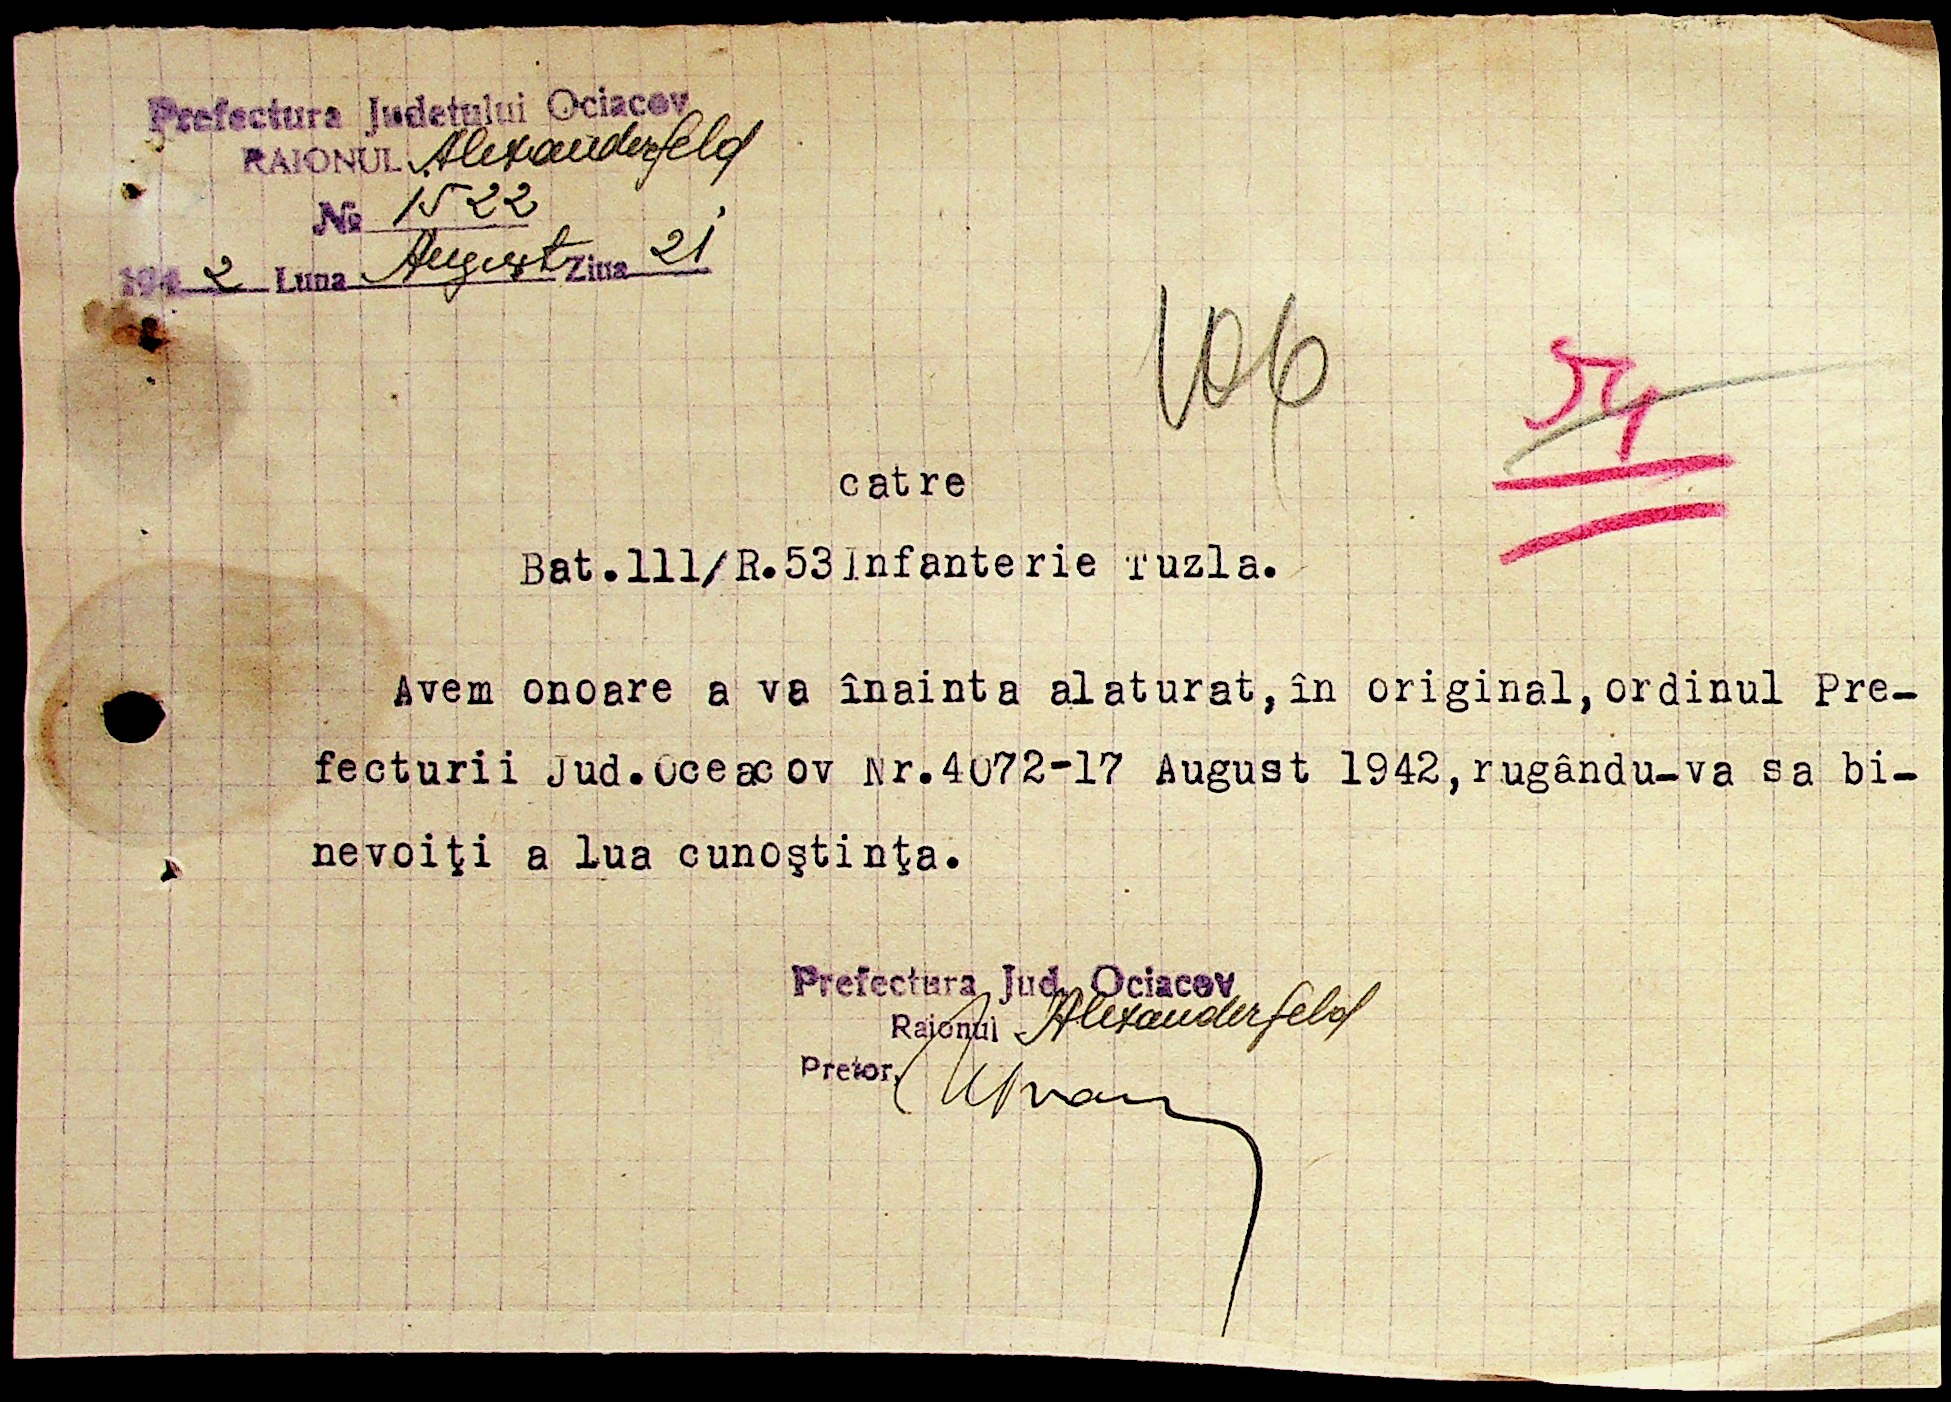 Prefectura Judetului Ociacov
RAIONUL Alexanderfeld
№ 1522
1942 Luna August Ziua 21
106
54
catre
Bat.111/R.53 Infanterie Tuzla.
Avem onoare a va înainta alaturat,în original,ordinul Pre-
fecturii Jud.Oceacov Nr.4072-17 August 1942,rugându-va sa bi-
nevoiţi a lua cunoştinţa.
Prefectura Jud. Ociacov
Raionul Alexanderfeld
Pretor,